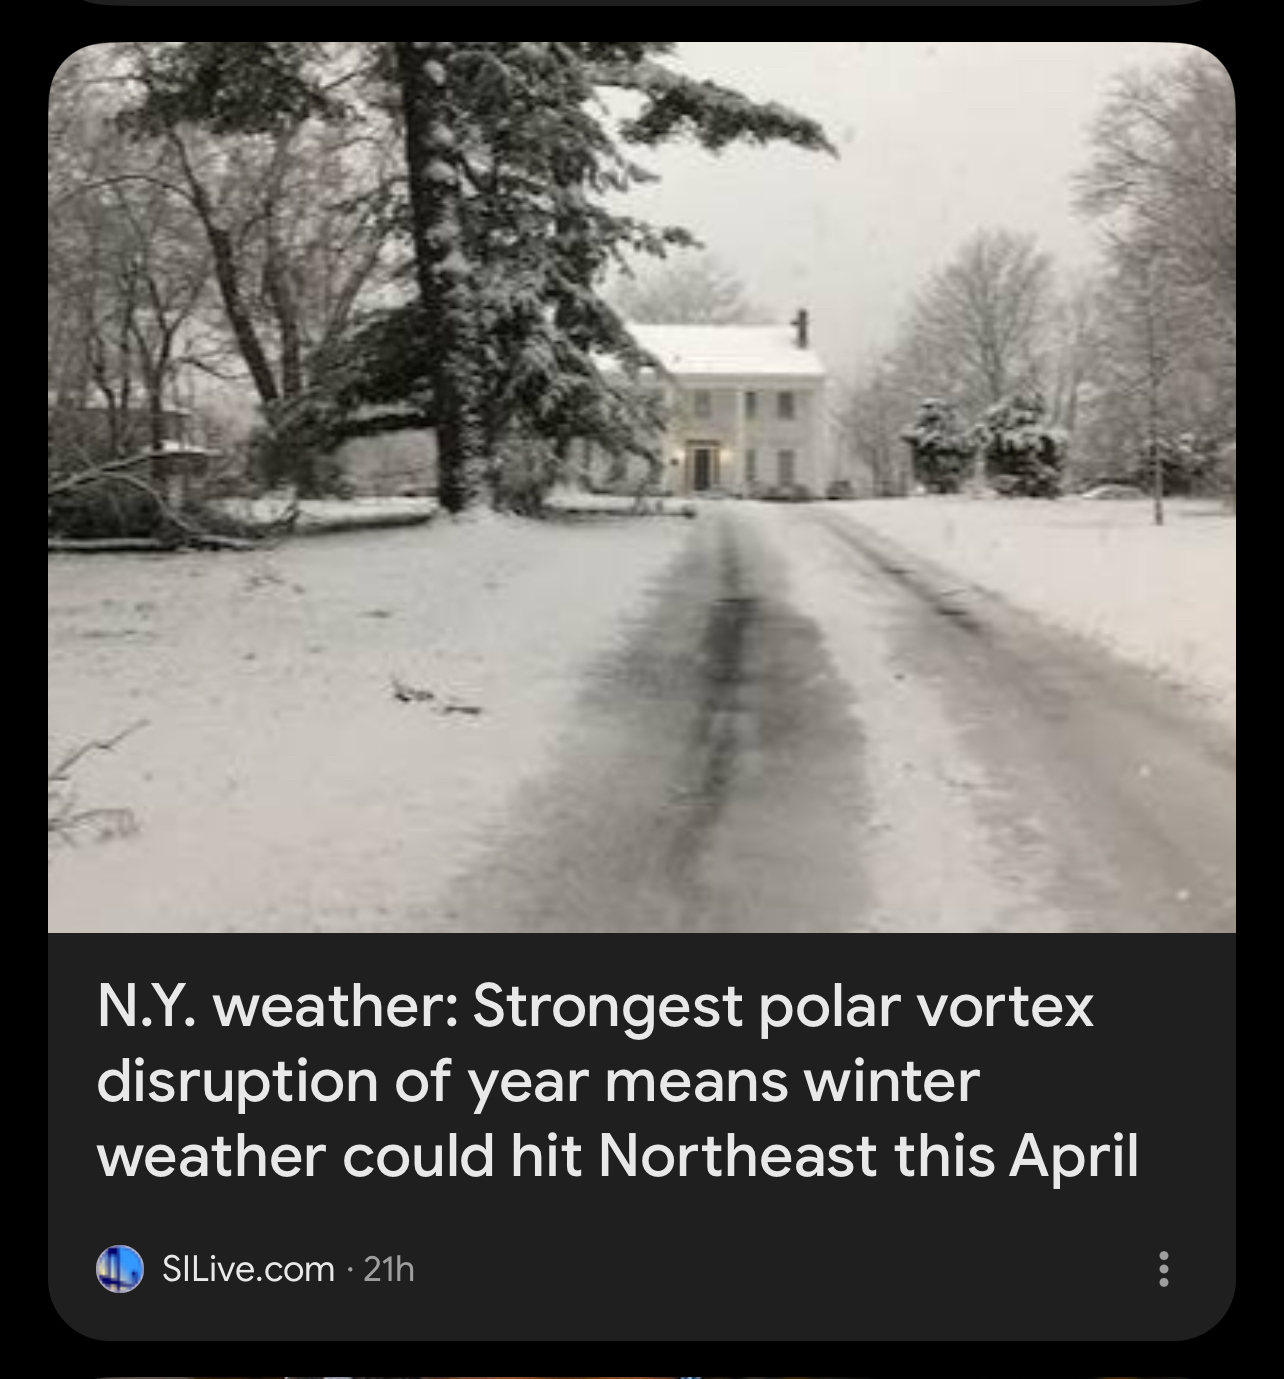 N.Y. weather: Strongest polar vortex
disruption of year means winter
weather could hit Northeast this April
SILive.com · 21h